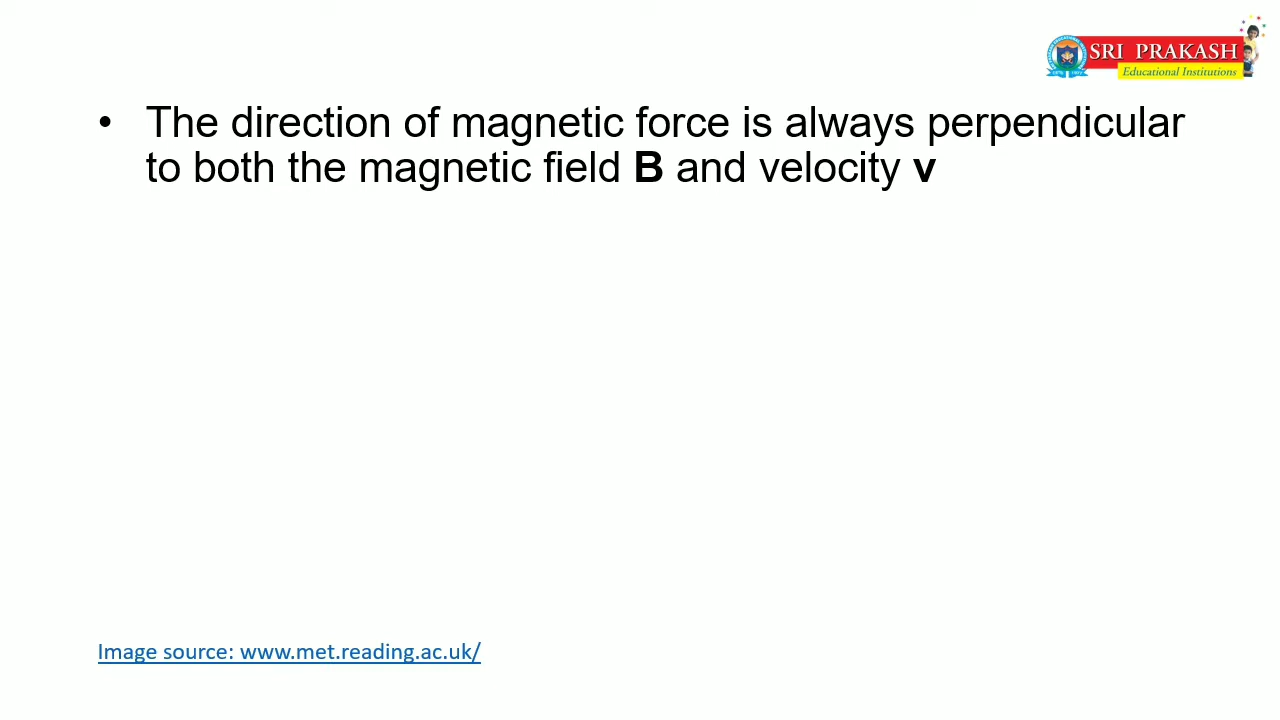 SRI PRAKASH
Educational Institutions
• The direction of magnetic force is always perpendicular
to both the magnetic field B and velocity v
Image source: www.met.reading.ac.uk/